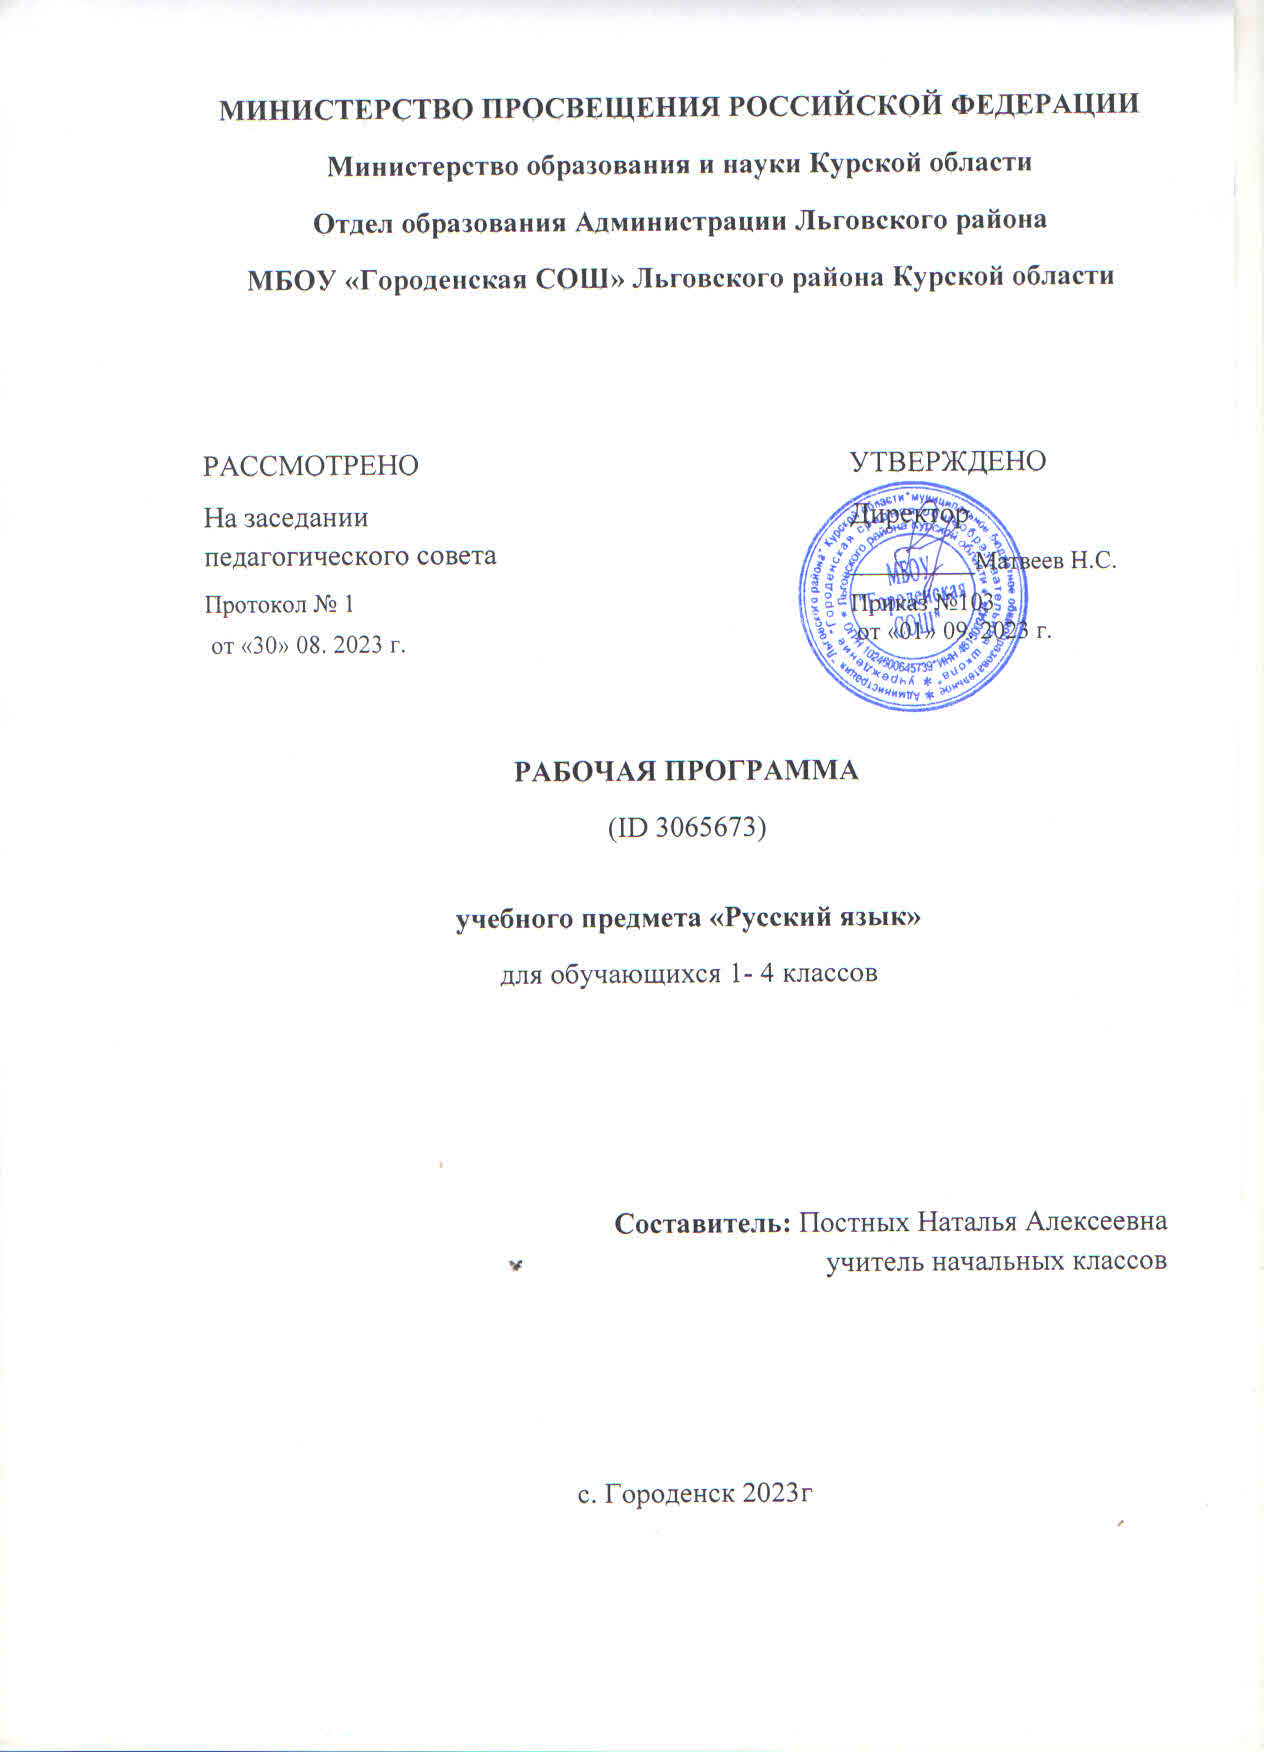 МИНИСТЕРСТВО ПРОСВЕЩЕНИЯ РОССИЙСКОЙ ФЕДЕРАЦИИ
Министерство образования и науки Курской области
Отдел образования Администрации Льговского района
МБОУ «Городенская СОШ» Льговского района Курской области
РАССМОТРЕНО
На заседании
педагогического совета
Протокол № 1
от «30» 08. 2023 г.
УТВЕРЖДЕНО
Директор
Матвеев Н.С.
Приказ №103
от «01» 09. 2023 г.
МБОУ
"Городенская
СОШ"
РАБОЧАЯ ПРОГРАММА
(ID 3065673)
учебного предмета «Русский язык»
для обучающихся 1- 4 классов
Составитель: Постных Наталья Алексеевна
учитель начальных классов
с. Городенск 2023г